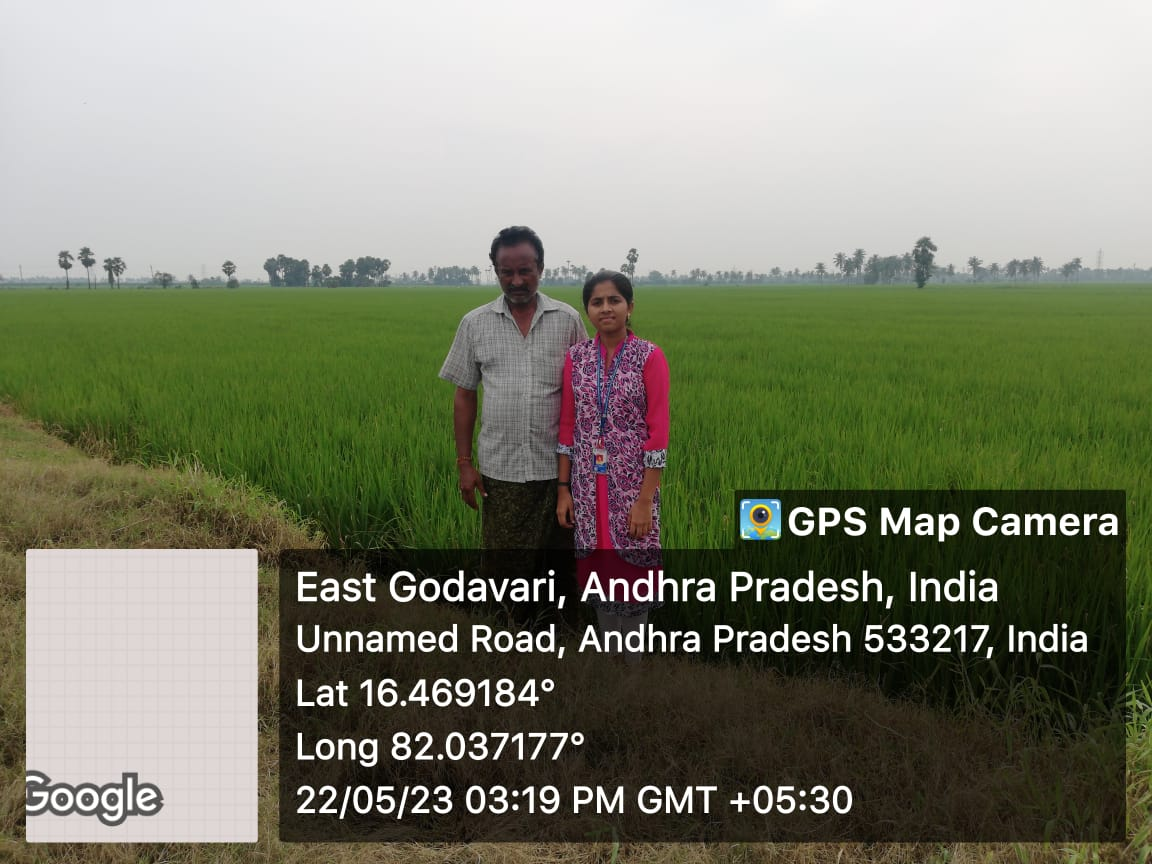 GPS Map Camera
East Godavari, Andhra Pradesh, India
Unnamed Road, Andhra Pradesh 533217, India
Lat 16.469184°
Long 82.037177°
22/05/23 03:19 PM GMT +05:30
Google